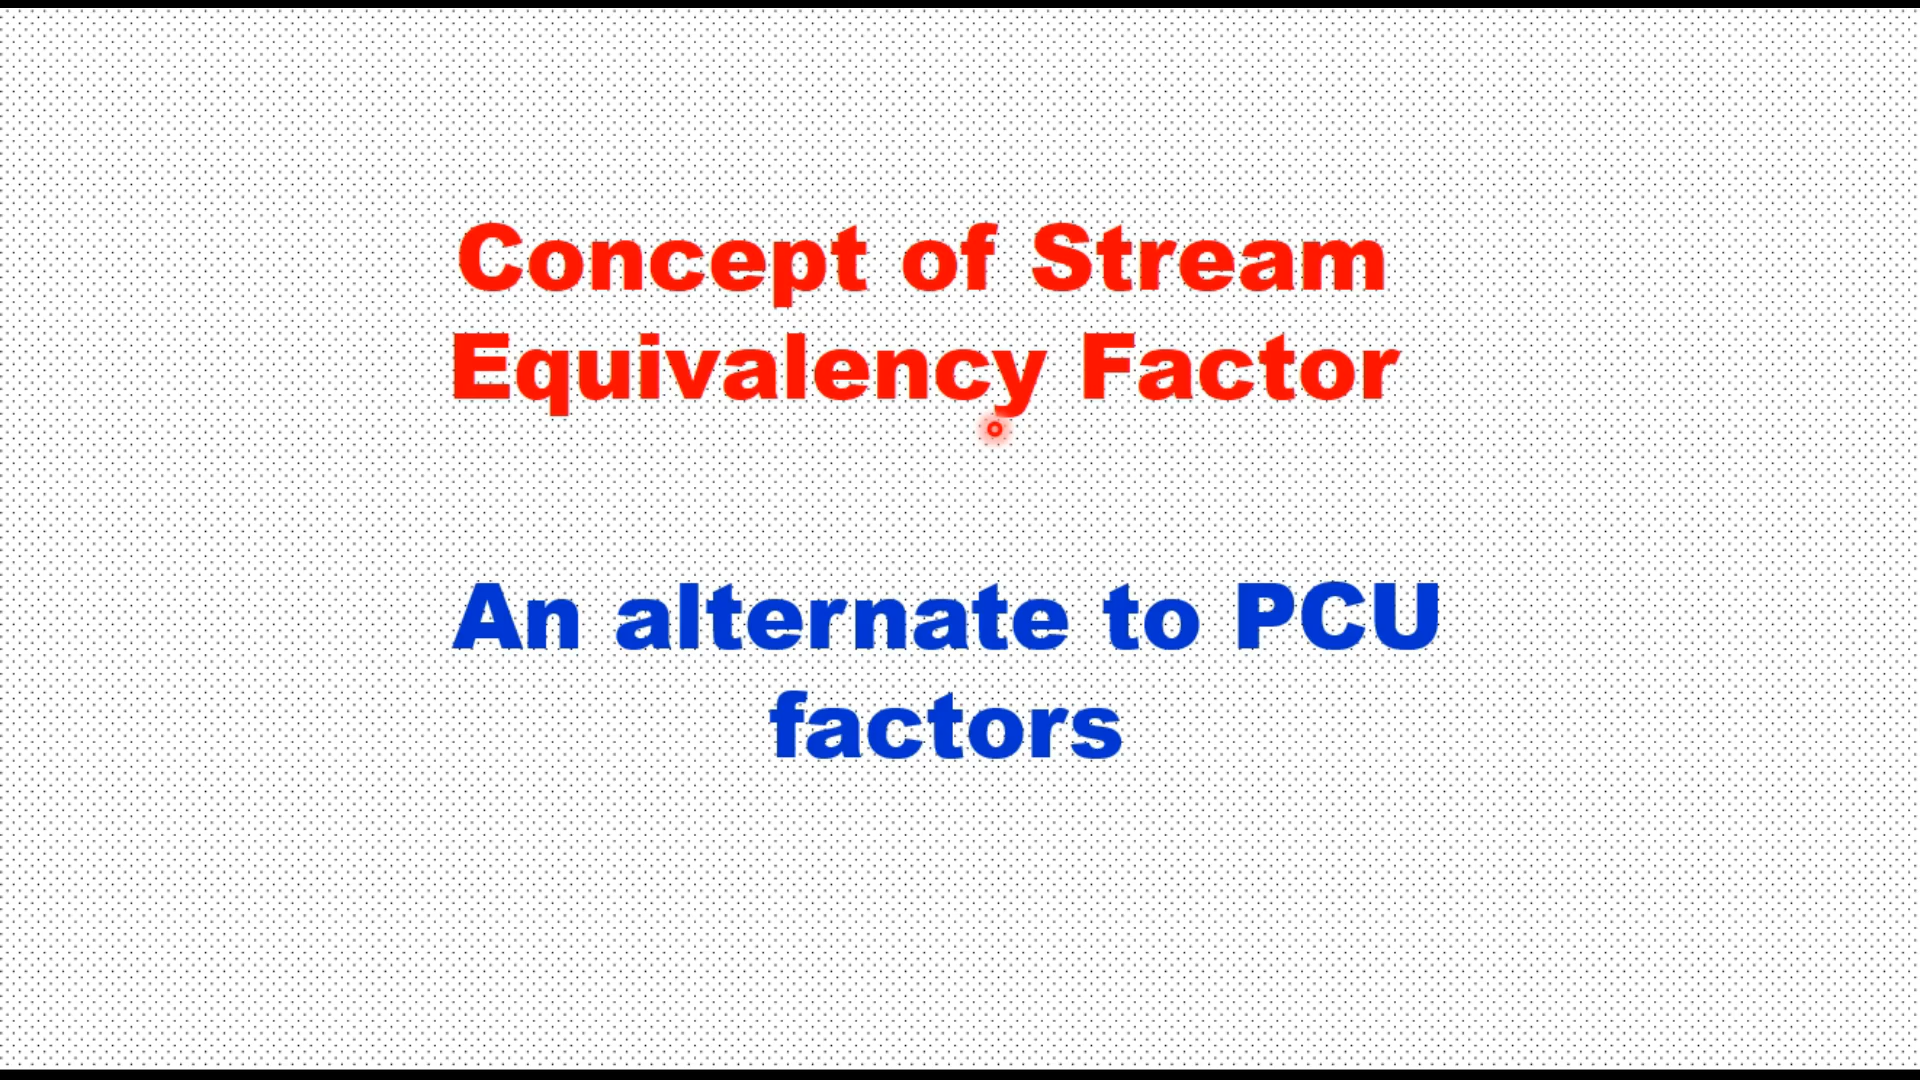 Concept of Stream
Equivalency Factor
An alternate to PCU
factors